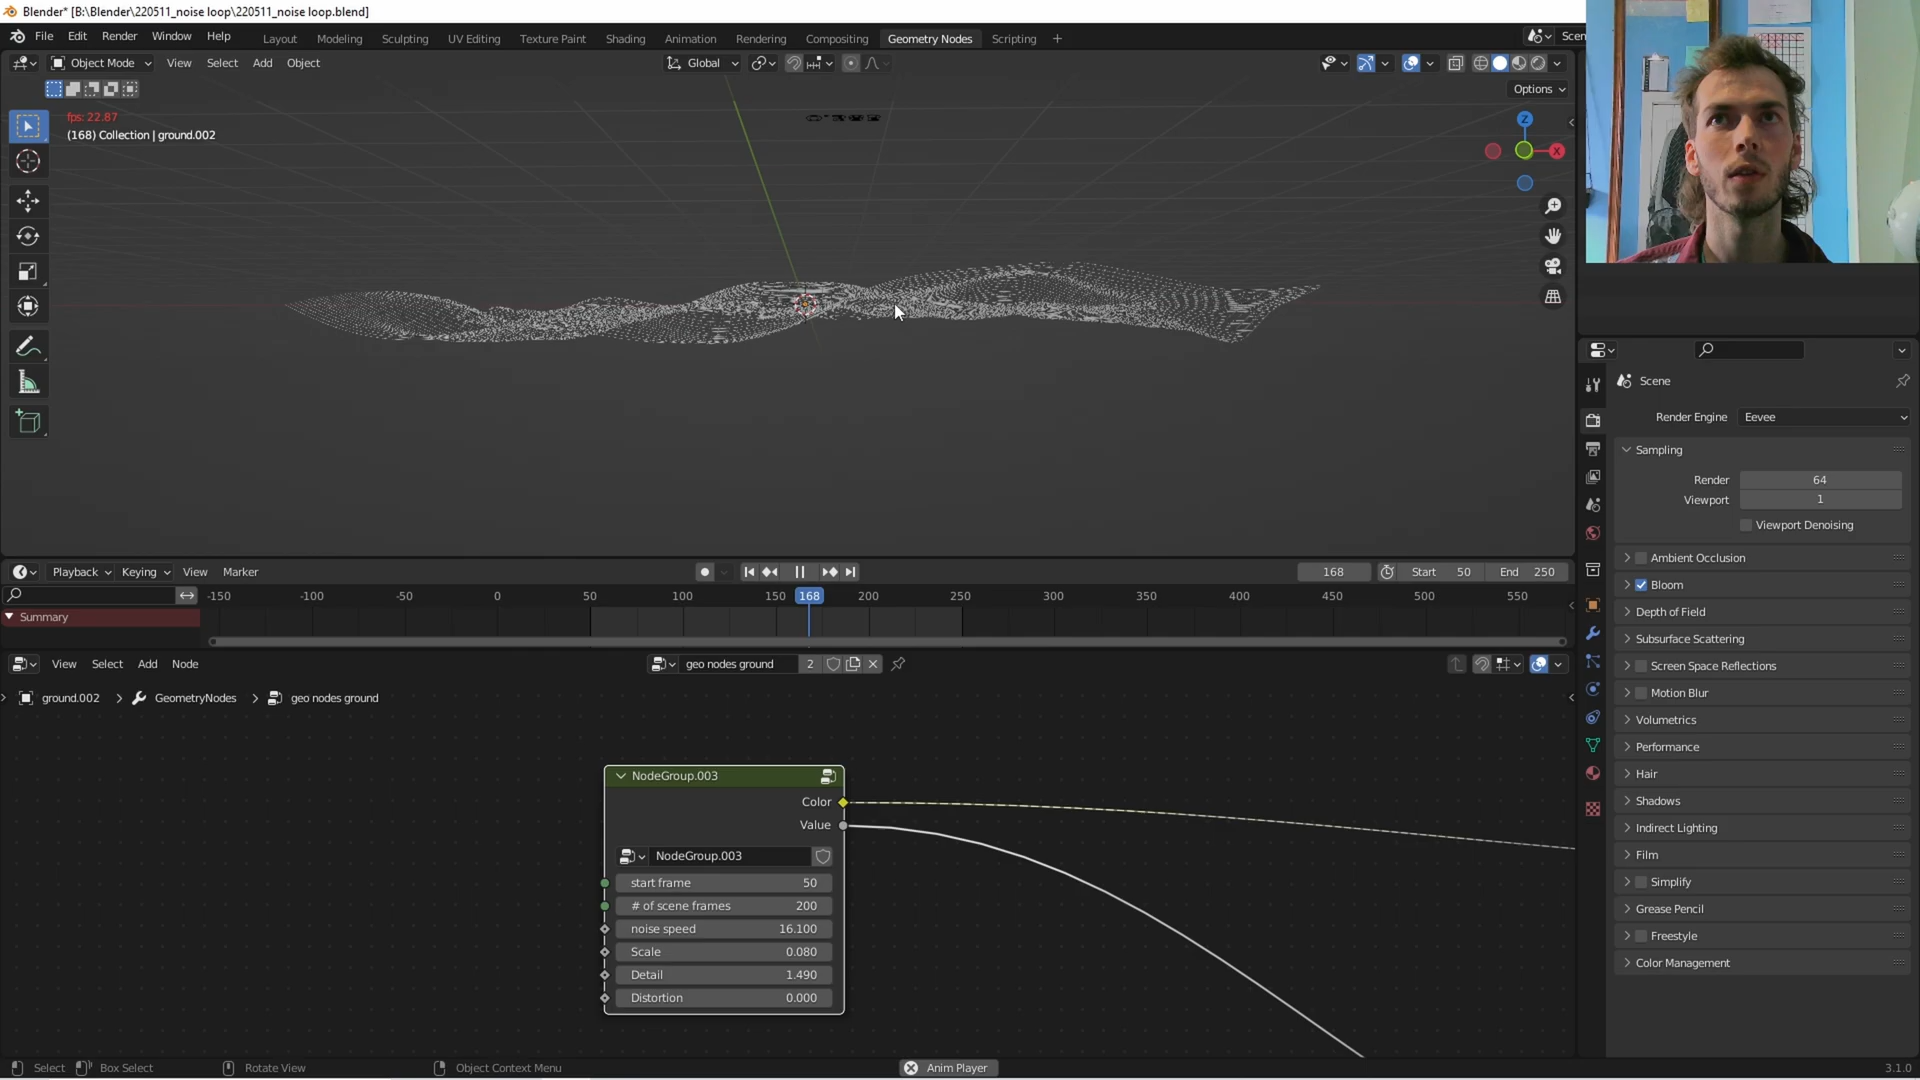 Blender* [B:\Blender\220511_noise loop\220511_noise loop.blend]
File Edit Render Window Help Layout Modeling Sculpting UV Editing Texture Paint Shading Animation Rendering Compositing Geometry Nodes Scripting + Scen
Object Mode View Select Add Object Global
Options
fps: 22.87
(168) Collection | ground.002
Z
X
Playback Keying View Marker 168 Start 50 End 250
-150 -100 -50 0 50 100 150 168 200 250 300 350 400 450 500 550
Summary
View Select Add Node geo nodes ground 2
ground.002 > GeometryNodes > geo nodes ground
NodeGroup.003
Color
Value
NodeGroup.003
start frame 50
# of scene frames 200
noise speed 16.100
Scale 0.080
Detail 1.490
Distortion 0.000
Scene
Render Engine Eevee
Sampling
Render 64
Viewport 1
Viewport Denoising
Ambient Occlusion
Bloom
Depth of Field
Subsurface Scattering
Screen Space Reflections
Motion Blur
Volumetrics
Performance
Hair
Shadows
Indirect Lighting
Film
Simplify
Grease Pencil
Freestyle
Color Management
Select Box Select Rotate View Object Context Menu Anim Player 3.1.0